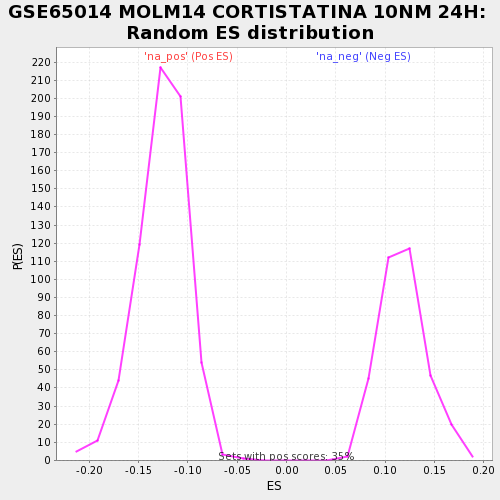 GSE65014 MOLM14 CORTISTATINA 10NM 24H:
Random ES distribution
'na_pos' (Pos ES)
'na_neg' (Neg ES)
220
210
200
190
180
170
160
150
140
130
120
110
100
90
80
70
60
50
40
30
20
10
0
P(ES)
Sets with pos scores: 35%
-0.20 -0.15 -0.10 -0.05 0.00 0.05 0.10 0.15 0.20
ES